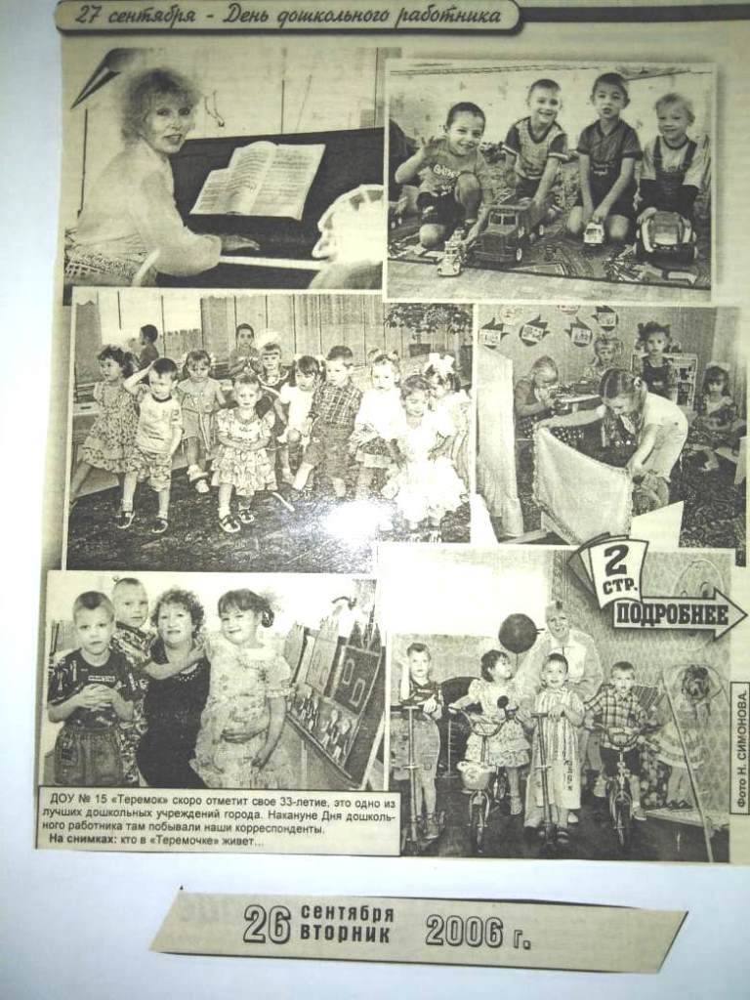 27 сентября - День дошкольного работника
2
СТР.
ПОДРОБНЕЕ
Фото Н. СИМОНОВА.
ДОУ № 15 «Теремок» скоро отметит свое 33-летие, это одно из
лучших дошкольных учреждений города. Накануне Дня дошколь-
ного работника там побывали наши корреспонденты.
На снимках: кто в «Теремочке» живет...
26 сентября
вторник 2006 г.